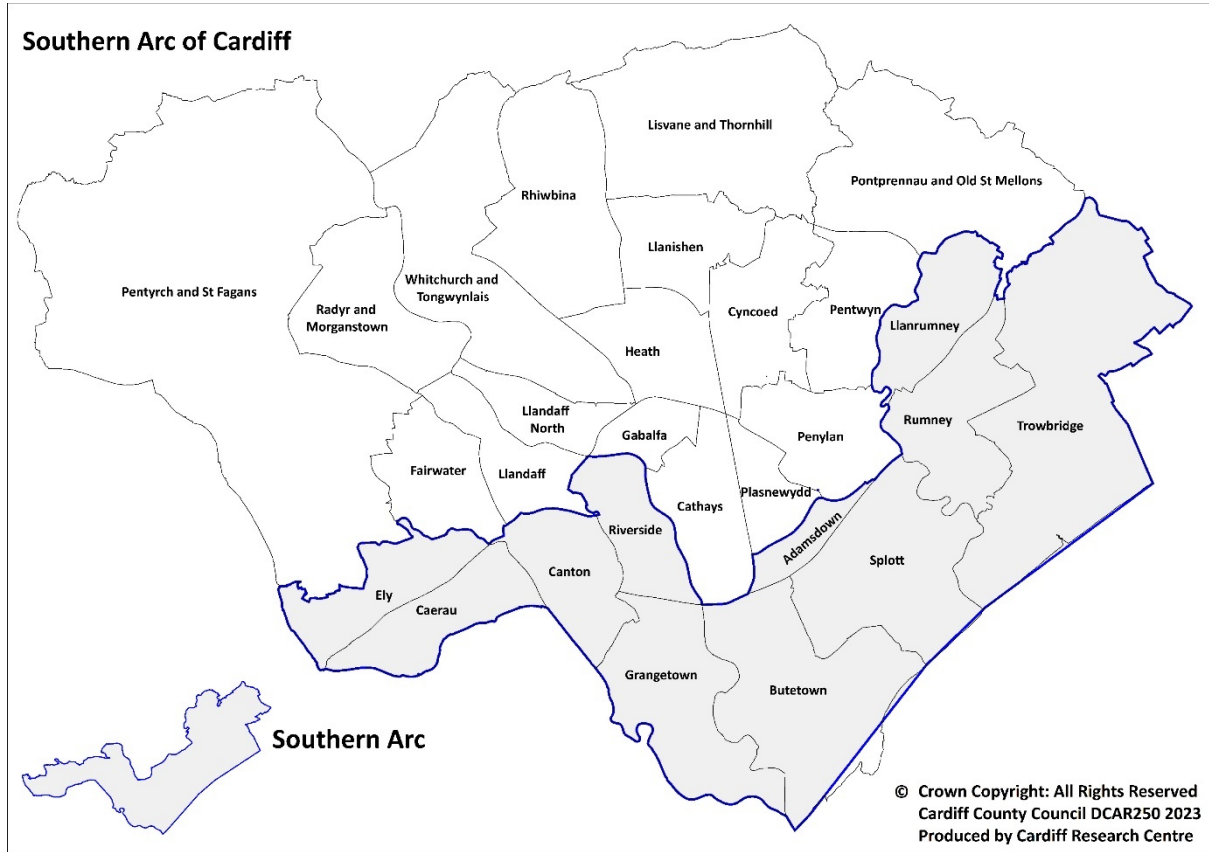 Southern Arc of Cardiff
Lisvane and Thornhill
Pontprennau and Old St Mellons
Rhiwbina
Llanishen
Pentyrch and St Fagans
Whitchurch and
Tongwynlais
Radyr and
Morganstown
Cyncoed
Pentwyn
Llanrumney
Heath
Llandaff
North
Gabalfa
Penylan
Rumney
Trowbridge
Fairwater
Llandaff
Cathays
Plasnewydd
Riverside
Adamsdown
Splott
Canton
Ely
Caerau
Grangetown
Butetown
Southern Arc
© Crown Copyright: All Rights Reserved
Cardiff County Council DCAR250 2023
Produced by Cardiff Research Centre